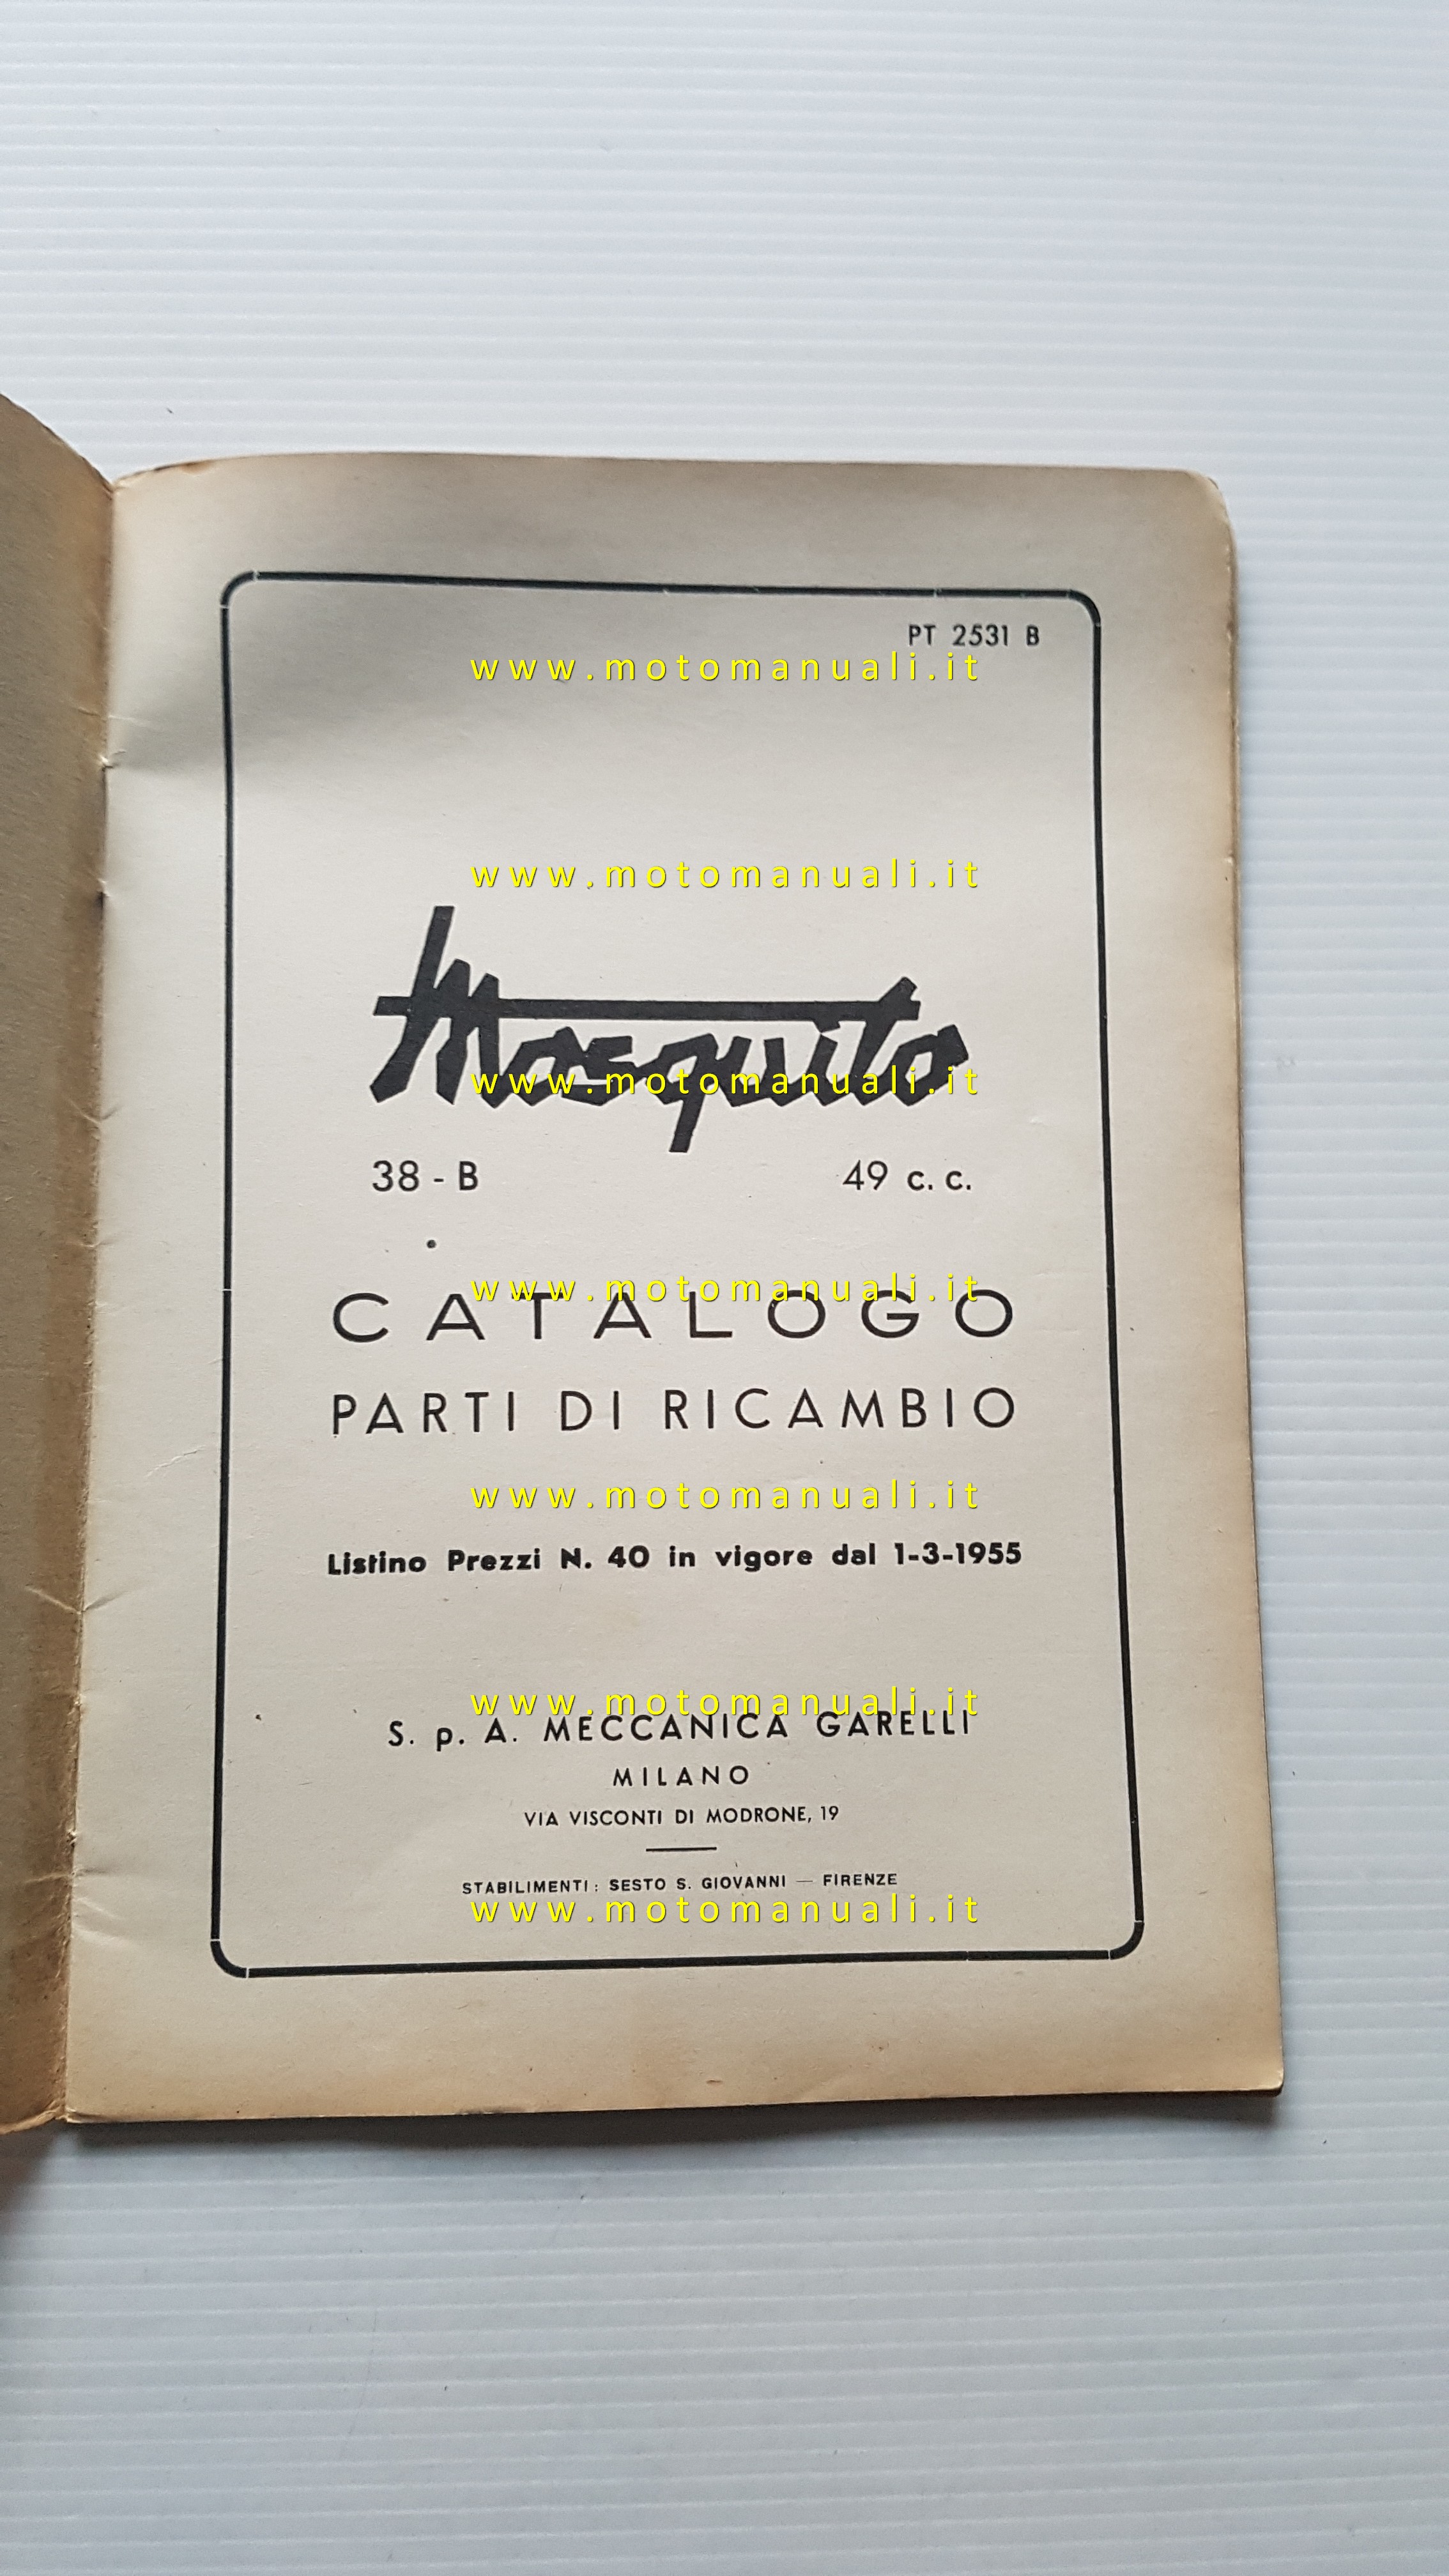 PT 2531 B
www.motomanuali.it
www.motomanuali.it
Mosquito
www.motomanuali.it
38 - B 49 c. c.
www.motomanuali.it
CATALOGO
PARTI DI RICAMBIO
www.motomanuali.it
Listino Prezzi N. 40 in vigore dal 1-3-1955
www.motomanuali.it
S. p. A. MECCANICA GARELLI
MILANO
VIA VISCONTI DI MODRONE, 19
STABILIMENTI: SESTO S. GIOVANNI — FIRENZE
www.motomanuali.it